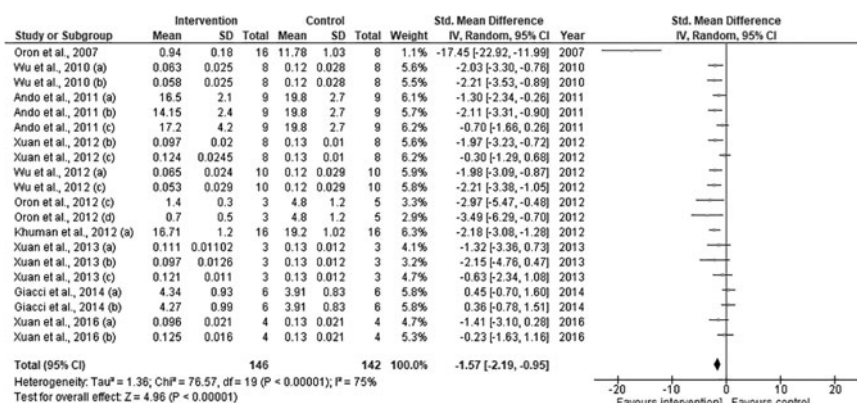 Intervention Control Std. Mean Difference Std. Mean Difference
Study or Subgroup Mean SD Total Mean SD Total Weight IV, Random, 95% CI Year IV, Random, 95% CI
Oron et al., 2007 0.94 0.18 16 11.78 1.03 8 1.1% -17.45 [-22.92, -11.99] 2007
Wu et al., 2010 (a) 0.063 0.025 8 0.12 0.028 8 5.6% -2.03 [-3.30, -0.76] 2010
Wu et al., 2010 (b) 0.058 0.025 8 0.12 0.028 8 5.5% -2.21 [-3.53, -0.89] 2010
Ando et al., 2011 (a) 16.5 2.1 9 19.8 2.7 9 6.0% -1.30 [-2.34, -0.26] 2011
Ando et al., 2011 (b) 14.15 2.4 9 19.8 2.7 9 5.7% -2.11 [-3.31, -0.90] 2011
Ando et al., 2011 (c) 17.2 4.2 9 19.8 2.7 9 6.2% -0.70 [-1.66, 0.26] 2011
Xuan et al., 2012 (b) 0.097 0.02 8 0.13 0.01 8 5.6% -1.97 [-3.23, -0.72] 2012
Xuan et al., 2012 (c) 0.124 0.0245 8 0.13 0.01 8 6.1% -0.30 [-1.29, 0.68] 2012
Wu et al., 2012 (a) 0.065 0.024 10 0.12 0.029 10 5.9% -1.98 [-3.09, -0.87] 2012
Wu et al., 2012 (c) 0.053 0.029 10 0.12 0.029 10 5.8% -2.21 [-3.38, -1.05] 2012
Oron et al., 2012 (c) 1.4 0.3 3 4.8 1.2 5 3.3% -2.97 [-5.47, -0.48] 2012
Oron et al., 2012 (d) 0.7 0.5 3 4.8 1.2 5 2.9% -3.49 [-6.29, -0.70] 2012
Khuman et al., 2012 (a) 16.71 1.2 16 19.2 1.02 16 6.3% -2.18 [-3.08, -1.28] 2012
Xuan et al., 2013 (a) 0.111 0.01102 3 0.13 0.012 3 4.1% -1.32 [-3.36, 0.73] 2013
Xuan et al., 2013 (b) 0.097 0.0126 3 0.13 0.012 3 3.2% -2.15 [-4.76, 0.47] 2013
Xuan et al., 2013 (c) 0.121 0.011 3 0.13 0.012 3 4.7% -0.63 [-2.34, 1.08] 2013
Giacci et al., 2014 (a) 4.34 0.93 6 3.91 0.83 6 5.8% 0.45 [-0.70, 1.60] 2014
Giacci et al., 2014 (b) 4.27 0.99 6 3.91 0.83 6 5.8% 0.36 [-0.78, 1.51] 2014
Xuan et al., 2016 (a) 0.096 0.021 4 0.13 0.021 4 4.8% -1.41 [-3.10, 0.28] 2016
Xuan et al., 2016 (b) 0.125 0.016 4 0.13 0.021 4 5.3% -0.23 [-1.63, 1.16] 2016
Total (95% CI) 146 142 100.0% -1.57 [-2.19, -0.95]
Heterogeneity: Tau² = 1.36; Chi² = 76.57, df = 19 (P < 0.00001); I² = 75%
Test for overall effect: Z = 4.96 (P < 0.00001)
-20 -10 0 10 20
Favours intervention] Favours control